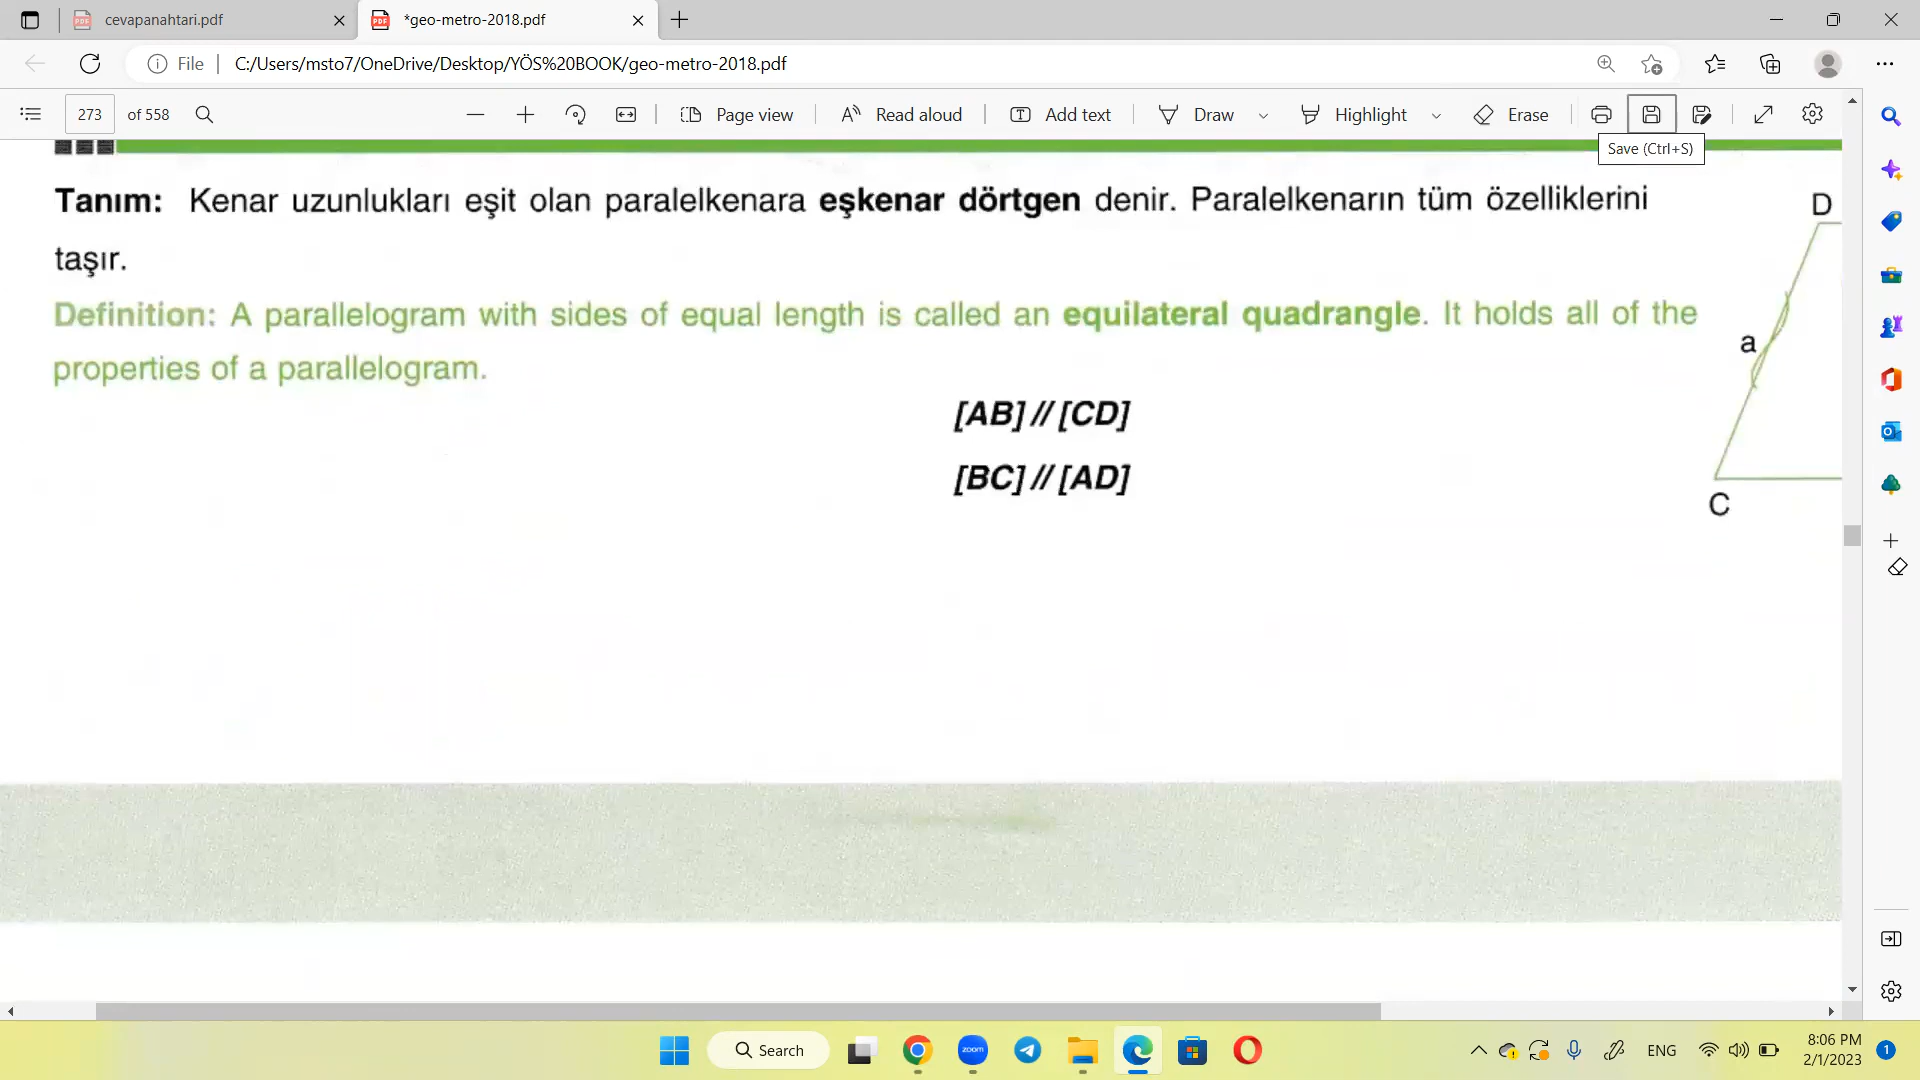 cevapanahtari.pdf
*geo-metro-2018.pdf
File
C:/Users/msto7/OneDrive/Desktop/YÖS%20BOOK/geo-metro-2018.pdf
273 of 558
Page view
Read aloud
Add text
Draw
Highlight
Erase
Save (Ctrl+S)
Tanım: Kenar uzunlukları eşit olan paralelkenara eşkenar dörtgen denir. Paralelkenarın tüm özelliklerini
taşır.
Definition: A parallelogram with sides of equal length is called an equilateral quadrangle. It holds all of the
properties of a parallelogram.
[AB] // [CD]
[BC] // [AD]
D
a
C
Search
zoom
ENG
8:06 PM
2/1/2023
1